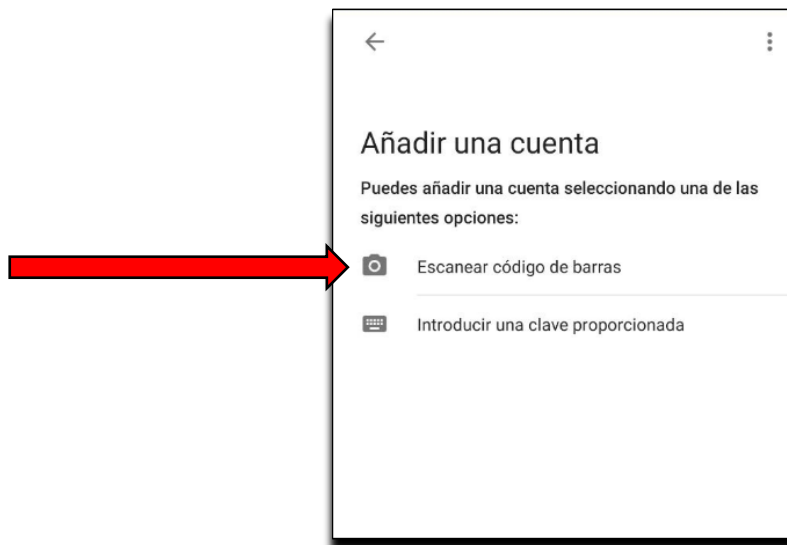 Añadir una cuenta
Puedes añadir una cuenta seleccionando una de las
siguientes opciones:
Escanear código de barras
Introducir una clave proporcionada